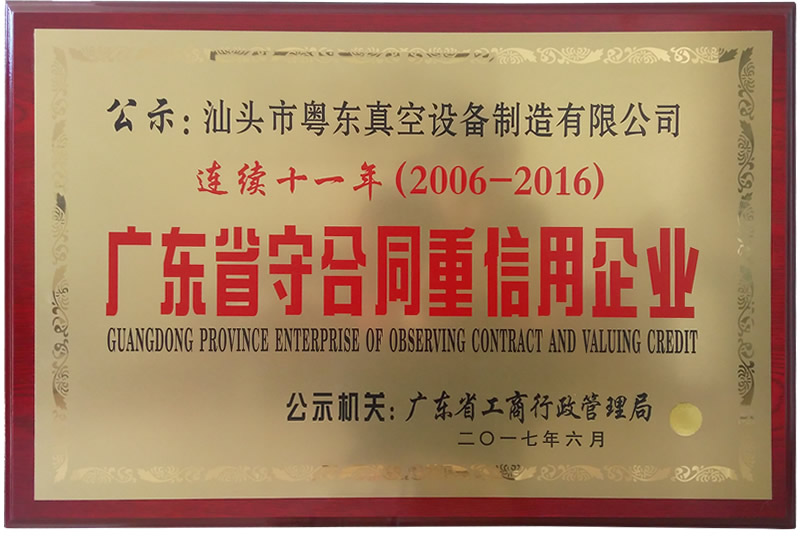 公示：汕头市粤东真空设备制造有限公司
连续十一年(2006-2016)
广东省守合同重信用企业
GUANGDONG PROVINCE ENTERPRISE OF OBSERVING CONTRACT AND VALUING CREDIT
公示机关：广东省工商行政管理局
二〇一七年六月